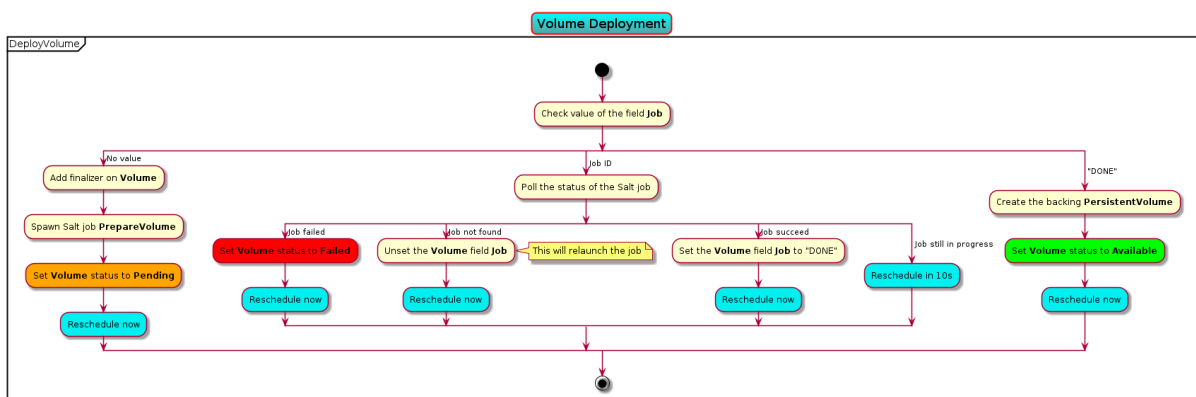 Volume Deployment
DeployVolume
Check value of the field Job
No value
Job ID
"DONE"
Add finalizer on Volume
Poll the status of the Salt job
Create the backing PersistentVolume
Spawn Salt job PrepareVolume
Job failed
Job not found
Job succeed
Job still in progress
Set Volume status to Failed
Unset the Volume field Job
This will relaunch the job
Set the Volume field Job to "DONE"
Set Volume status to Available
Set Volume status to Pending
Reschedule in 10s
Reschedule now
Reschedule now
Reschedule now
Reschedule now
Reschedule now